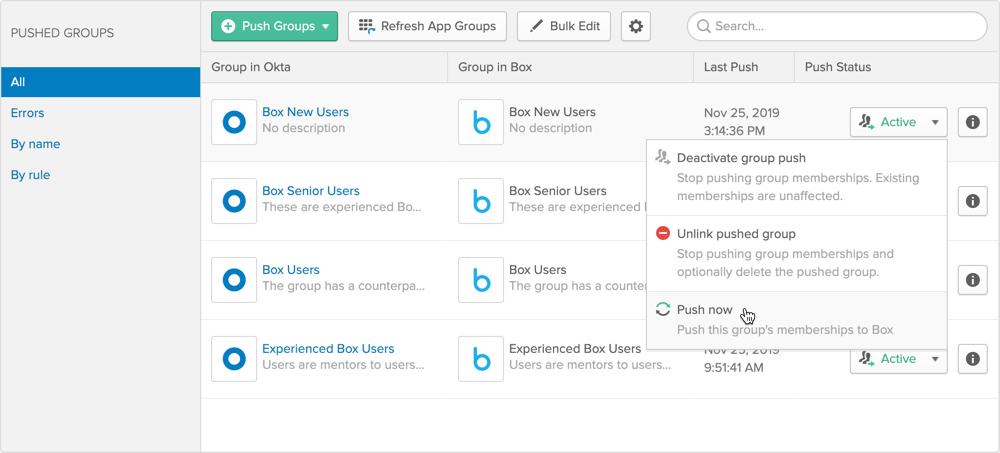 PUSHED GROUPS
All
Errors
By name
By rule
Push Groups
Refresh App Groups
Bulk Edit
Search...
Group in Okta
Group in Box
Last Push
Push Status
Box New Users
No description
Box New Users
No description
Nov 25, 2019
3:14:36 PM
Active
Deactivate group push
Stop pushing group memberships. Existing
memberships are unaffected.
Unlink pushed group
Stop pushing group memberships and
optionally delete the pushed group.
Push now
Push this group's memberships to Box
Box Senior Users
These are experienced Bo...
Box Senior Users
These are experienced
Box Users
The group has a counterpa...
Box Users
The group has a
Experienced Box Users
Users are mentors to users...
Experienced Box Users
Users are mentors to users...
Nov 25, 2019
9:51:41 AM
Active